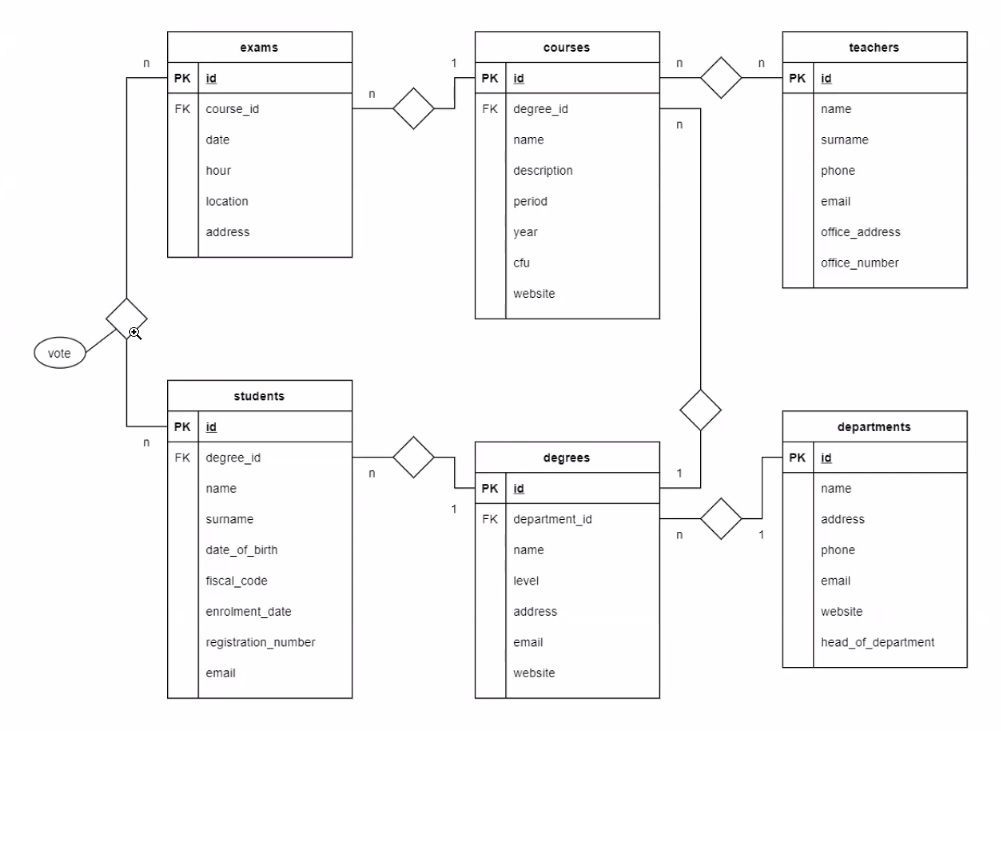 exams
PK id
FK course_id
date
hour
location
address
courses
PK id
FK degree_id
name
description
period
year
cfu
website
teachers
PK id
name
surname
phone
email
office_address
office_number
n
n
1
n
n
n
vote
n
students
PK id
FK degree_id
name
surname
date_of_birth
fiscal_code
enrolment_date
registration_number
email
n
1
degrees
PK id
FK department_id
name
level
address
email
website
1
n
1
departments
PK id
name
address
phone
email
website
head_of_department